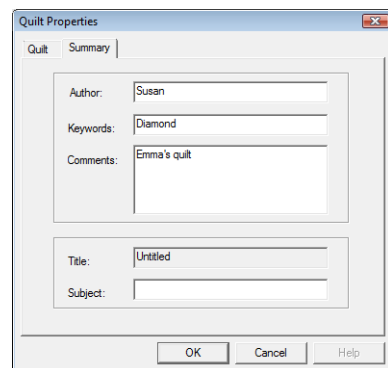 Quilt Properties
Quilt Summary
Author: Susan
Keywords: Diamond
Comments: Emma's quilt
Title: Untitled
Subject:
OK Cancel Help